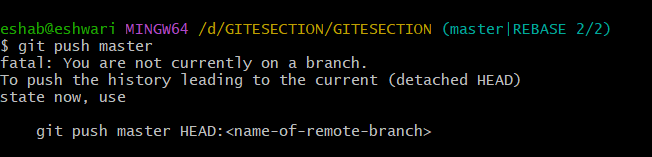 eshab@eshwari MINGW64 /d/GITESECTION/GITESECTION (master|REBASE 2/2)
$ git push master
fatal: You are not currently on a branch.
To push the history leading to the current (detached HEAD)
state now, use

    git push master HEAD:<name-of-remote-branch>